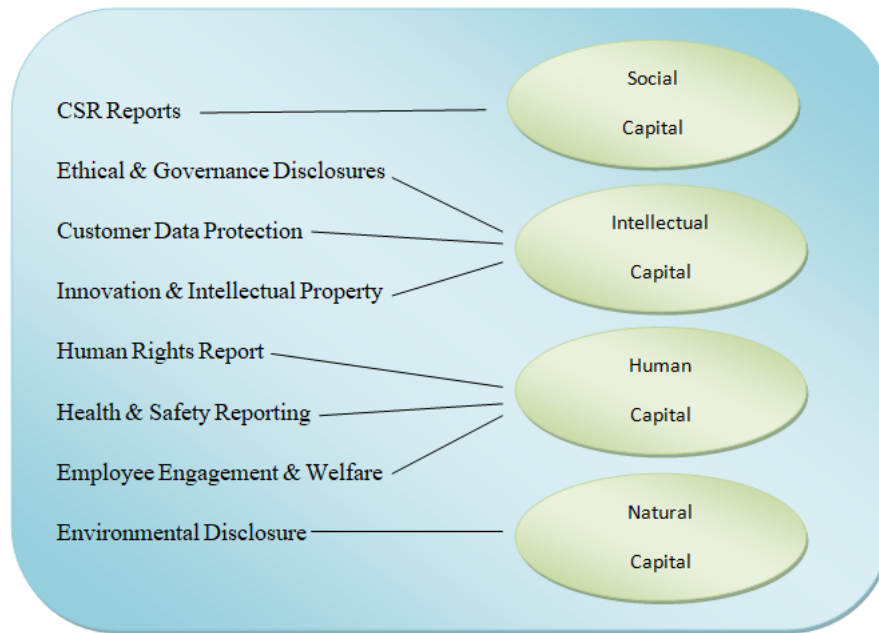 CSR Reports
Ethical & Governance Disclosures
Customer Data Protection
Innovation & Intellectual Property
Human Rights Report
Health & Safety Reporting
Employee Engagement & Welfare
Environmental Disclosure
Social
Capital
Intellectual
Capital
Human
Capital
Natural
Capital